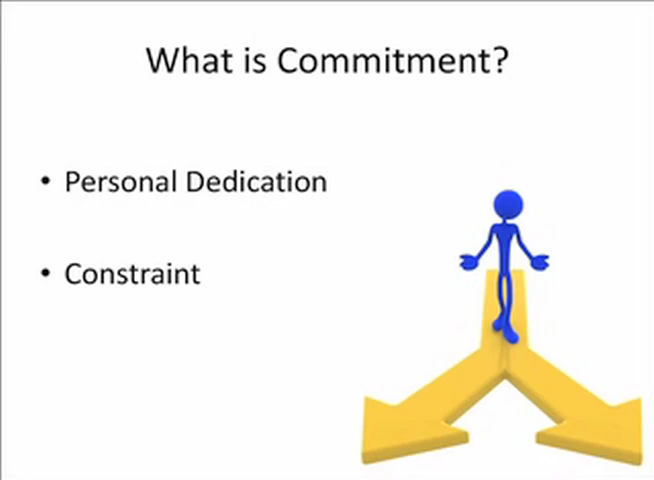 What is Commitment?
• Personal Dedication
• Constraint